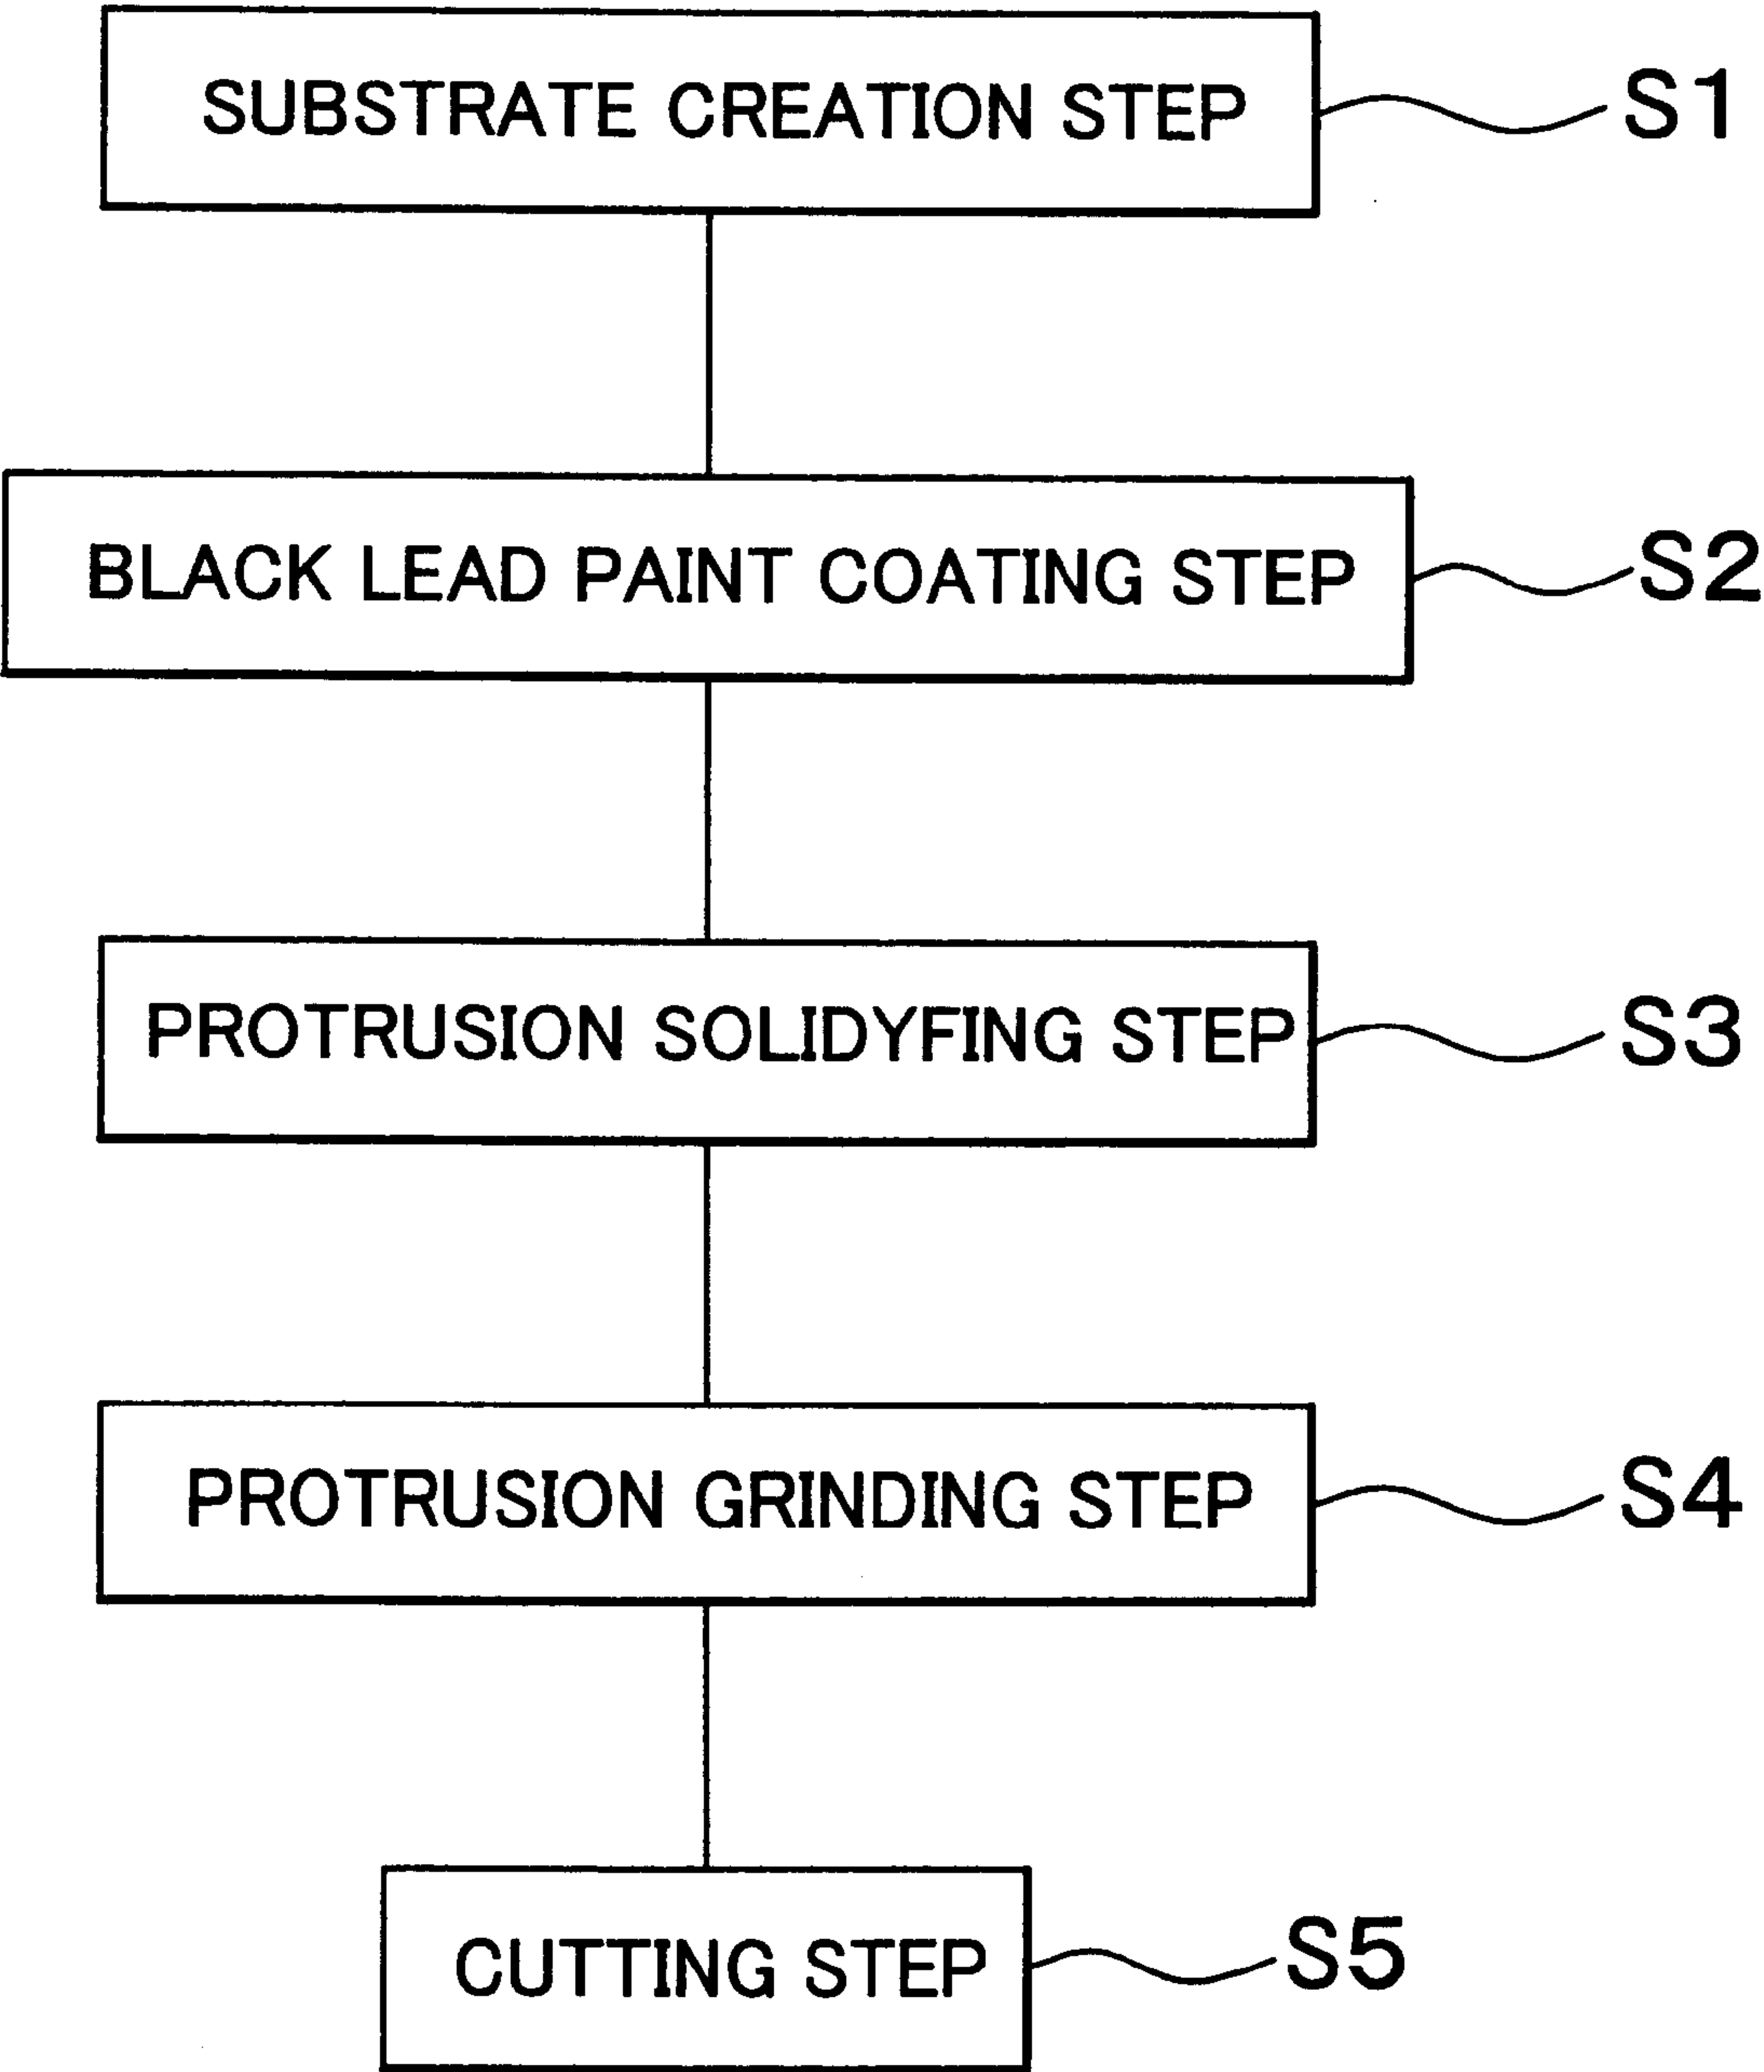 SUBSTRATE CREATION STEP S1
BLACK LEAD PAINT COATING STEP S2
PROTRUSION SOLIDYFING STEP S3
PROTRUSION GRINDING STEP S4
CUTTING STEP S5